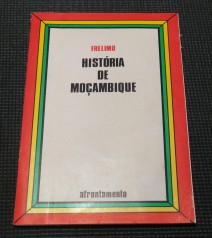 FRELIMO
HISTÓRIA
DE
MOÇAMBIQUE
afrontamento